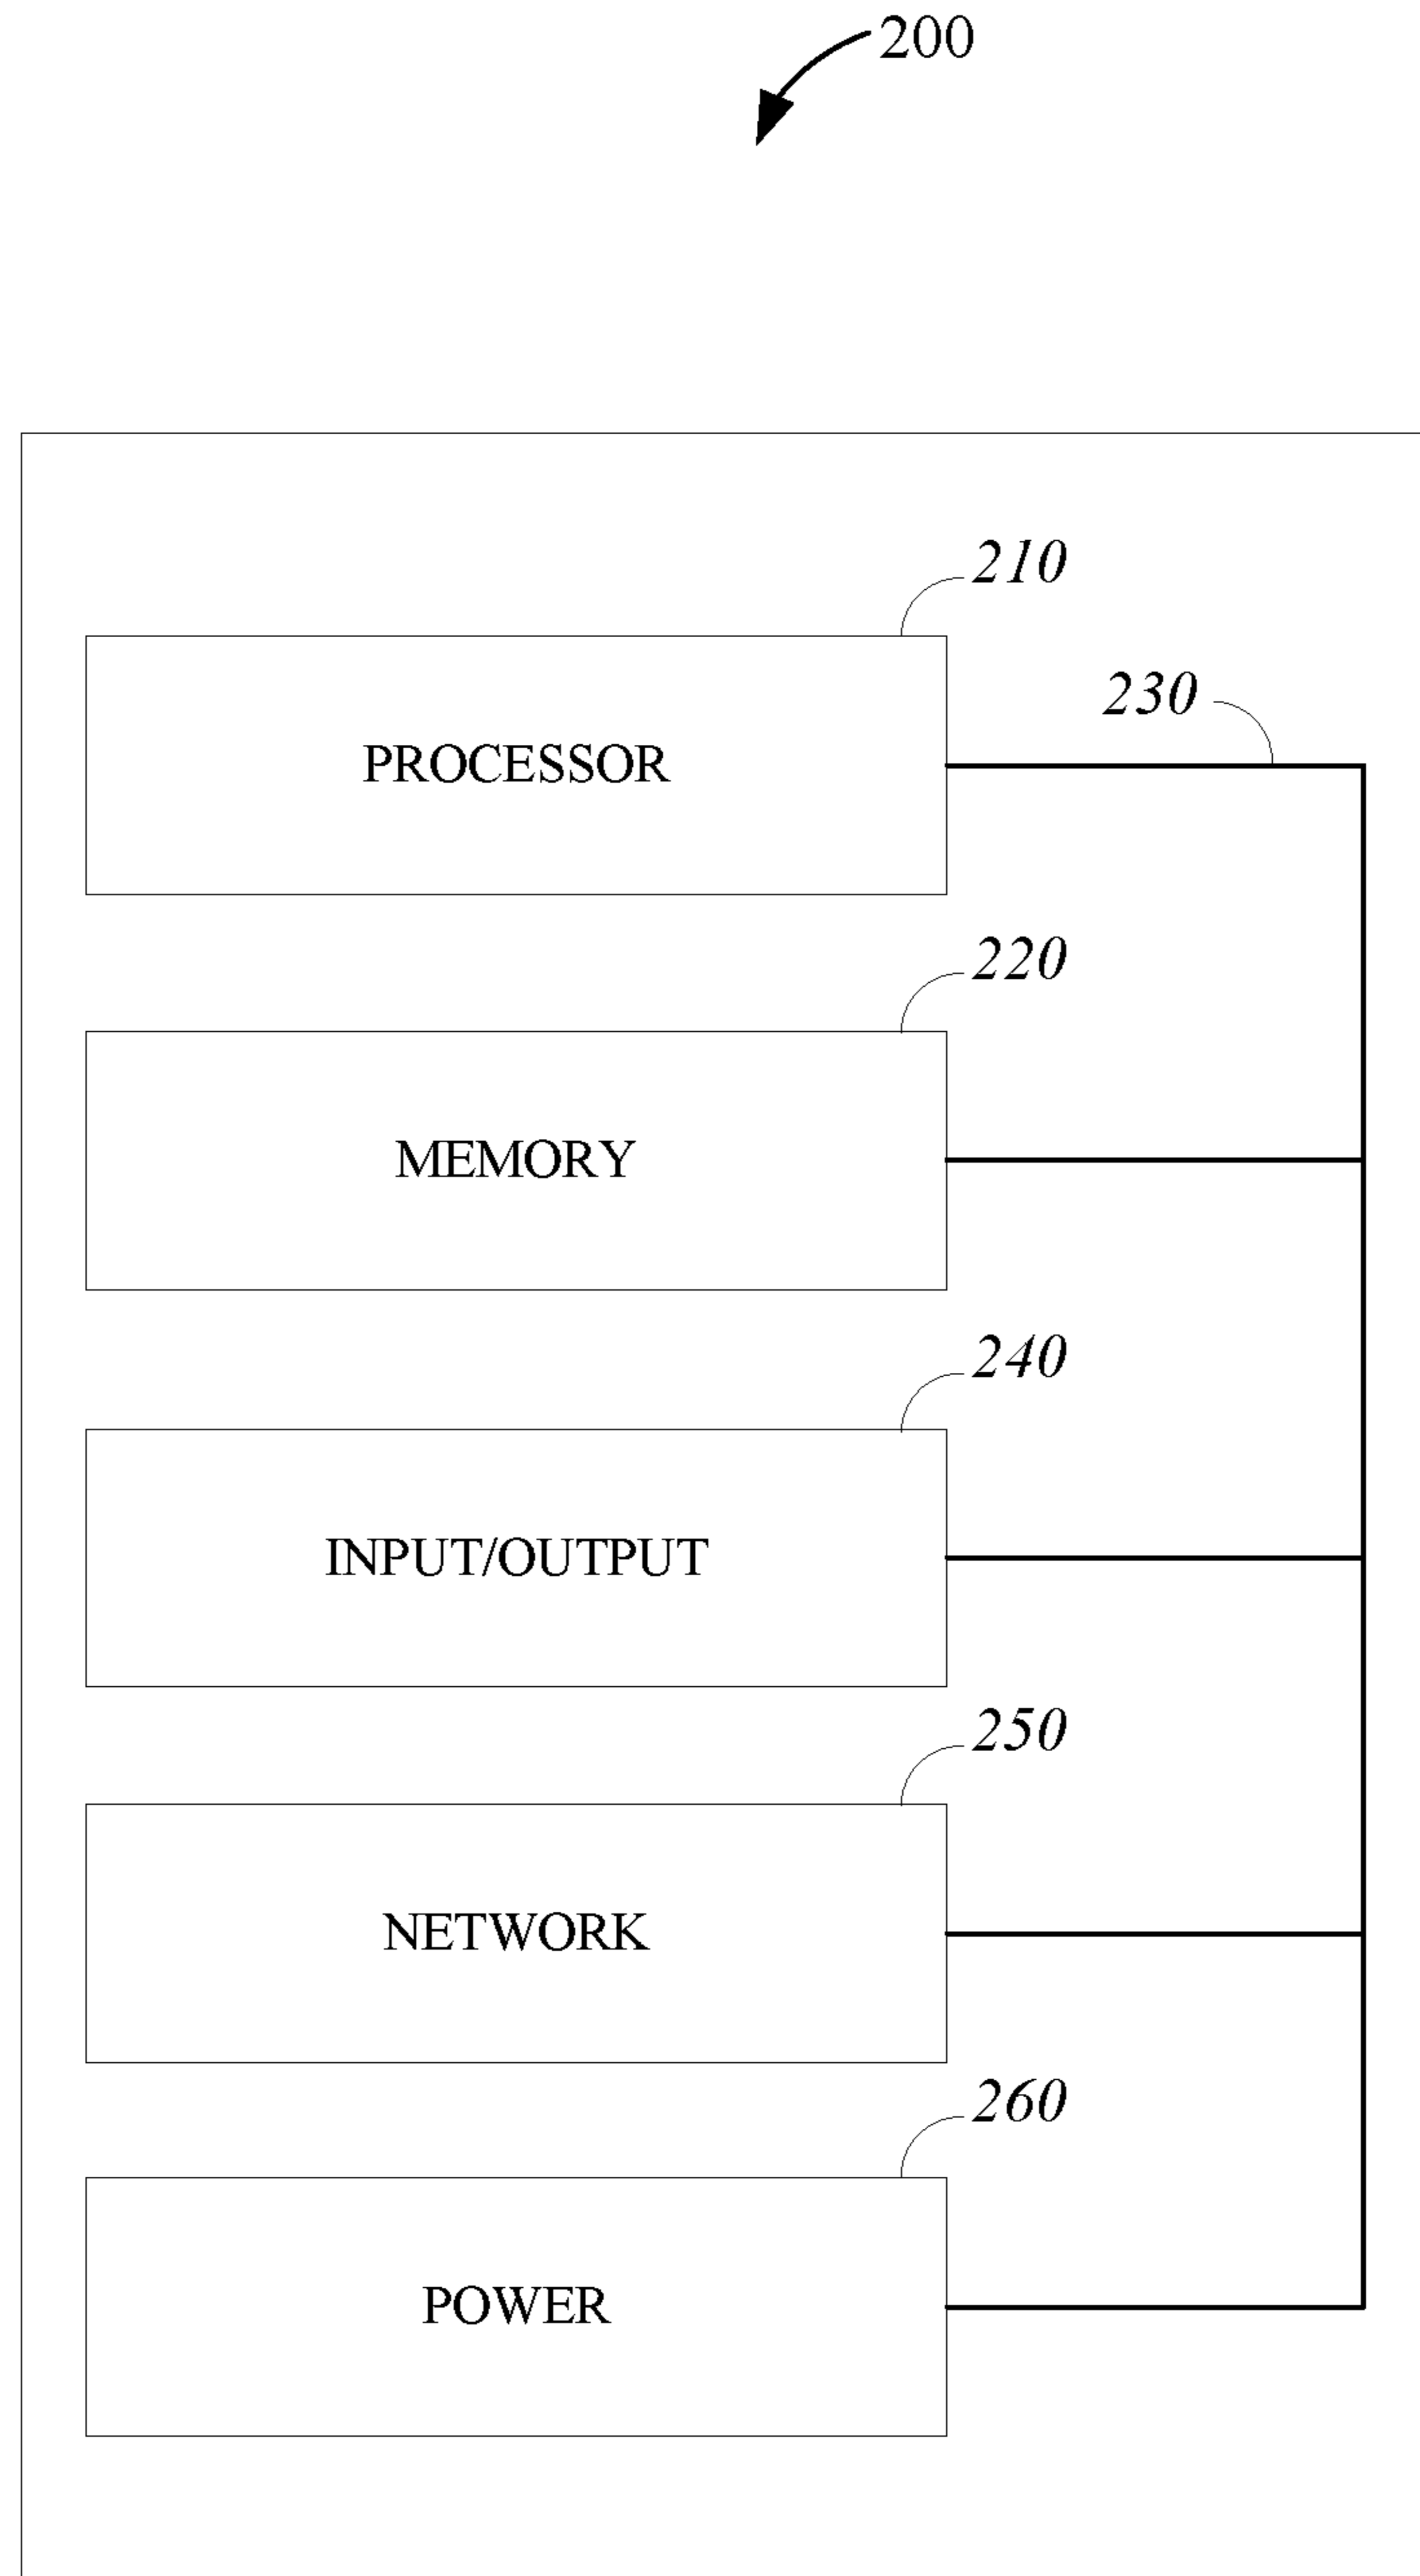 200
210
230
PROCESSOR
220
MEMORY
240
INPUT/OUTPUT
250
NETWORK
260
POWER